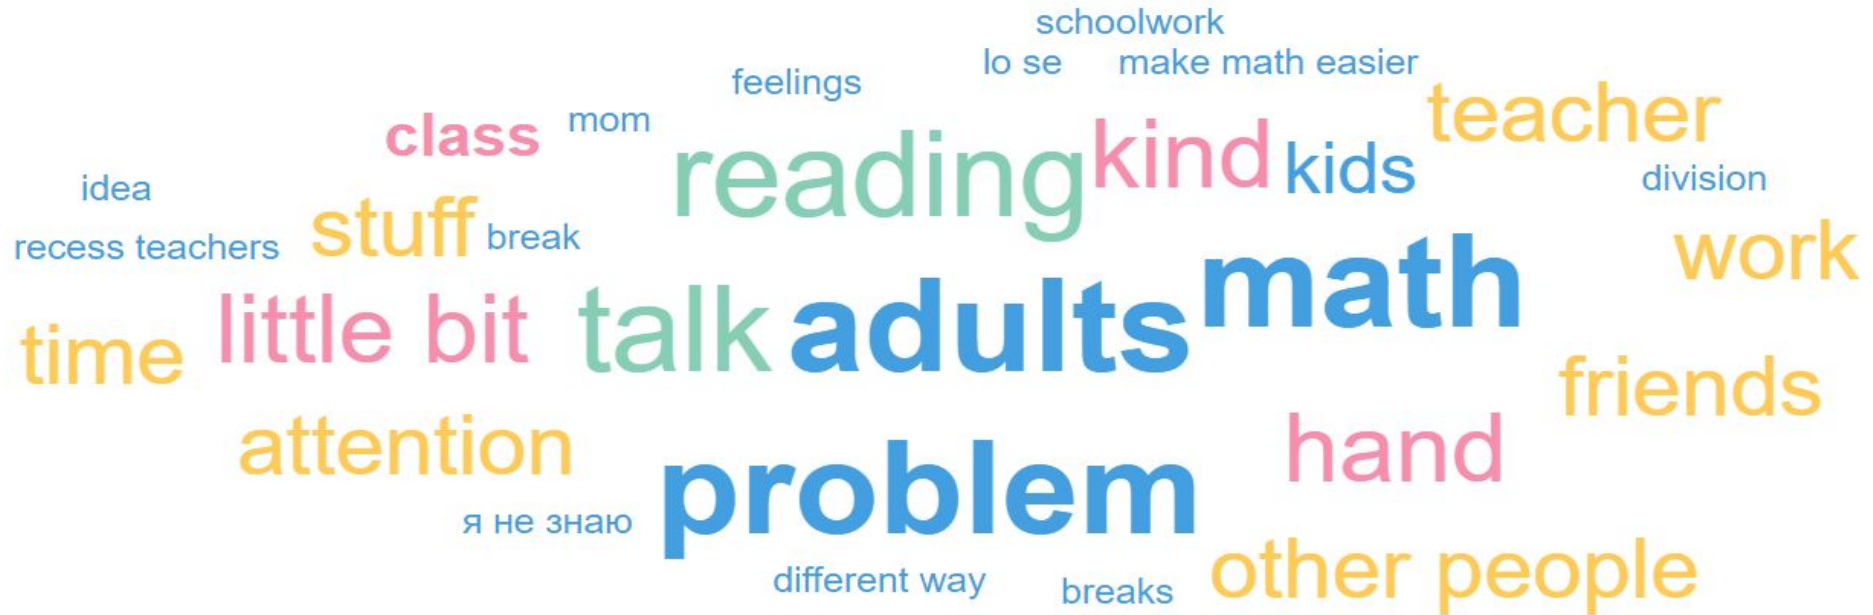 schoolwork
lo se make math easier
feelings
teacher
class mom
reading kind kids
division
idea
stuff break
recess teachers
work
math
talk adults
time little bit
friends
attention
hand
problem
я не знаю
different way breaks
other people